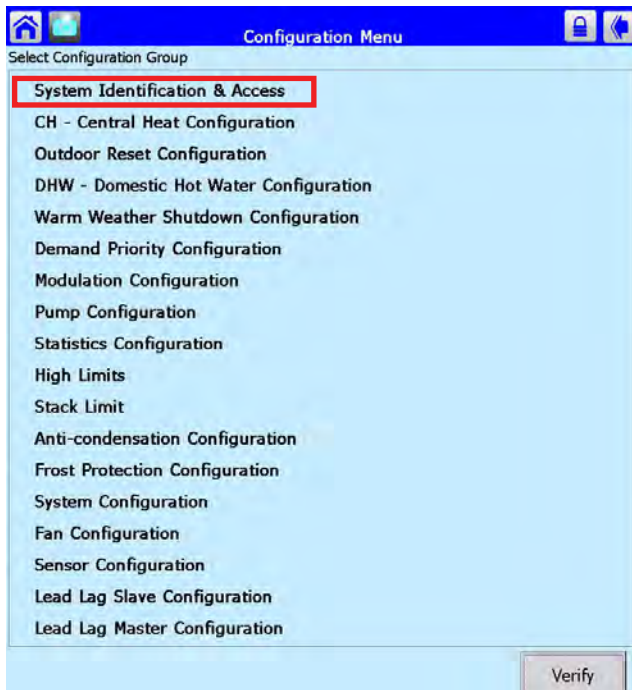 Configuration Menu
Select Configuration Group
System Identification & Access
CH - Central Heat Configuration
Outdoor Reset Configuration
DHW - Domestic Hot Water Configuration
Warm Weather Shutdown Configuration
Demand Priority Configuration
Modulation Configuration
Pump Configuration
Statistics Configuration
High Limits
Stack Limit
Anti-condensation Configuration
Frost Protection Configuration
System Configuration
Fan Configuration
Sensor Configuration
Lead Lag Slave Configuration
Lead Lag Master Configuration
Verify